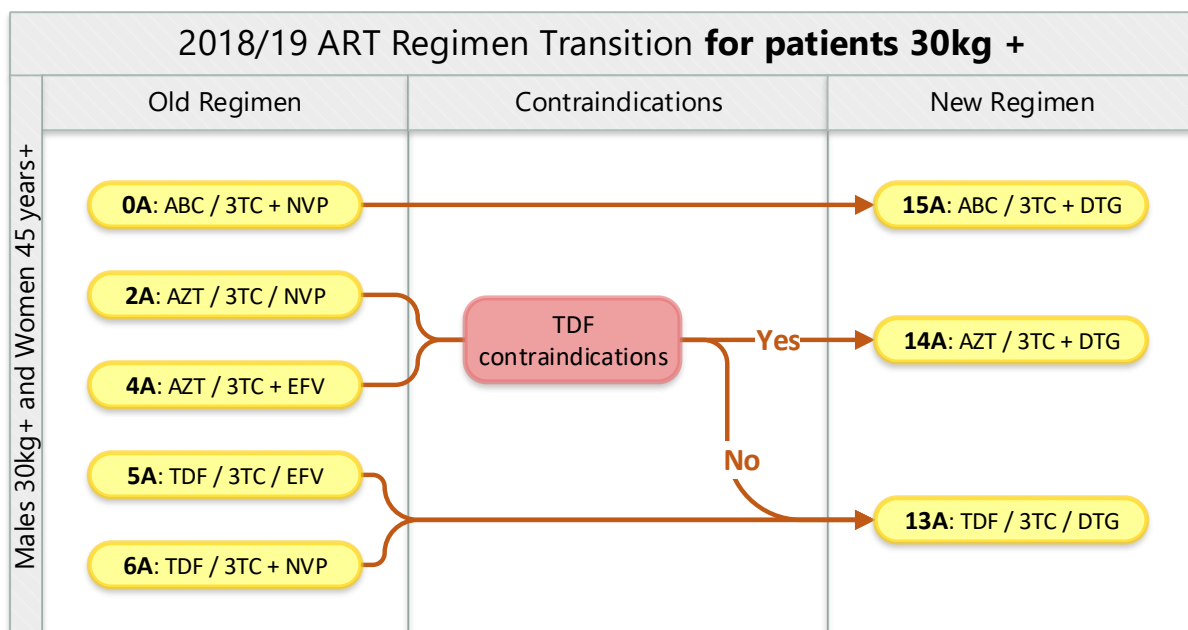 2018/19 ART Regimen Transition for patients 30kg +
Old Regimen
Contraindications
New Regimen
Males 30kg+ and Women 45 years+
0A: ABC / 3TC + NVP
15A: ABC / 3TC + DTG
2A: AZT / 3TC / NVP
TDF
contraindications
Yes
14A: AZT / 3TC + DTG
4A: AZT / 3TC + EFV
5A: TDF / 3TC / EFV
No
13A: TDF / 3TC / DTG
6A: TDF / 3TC + NVP